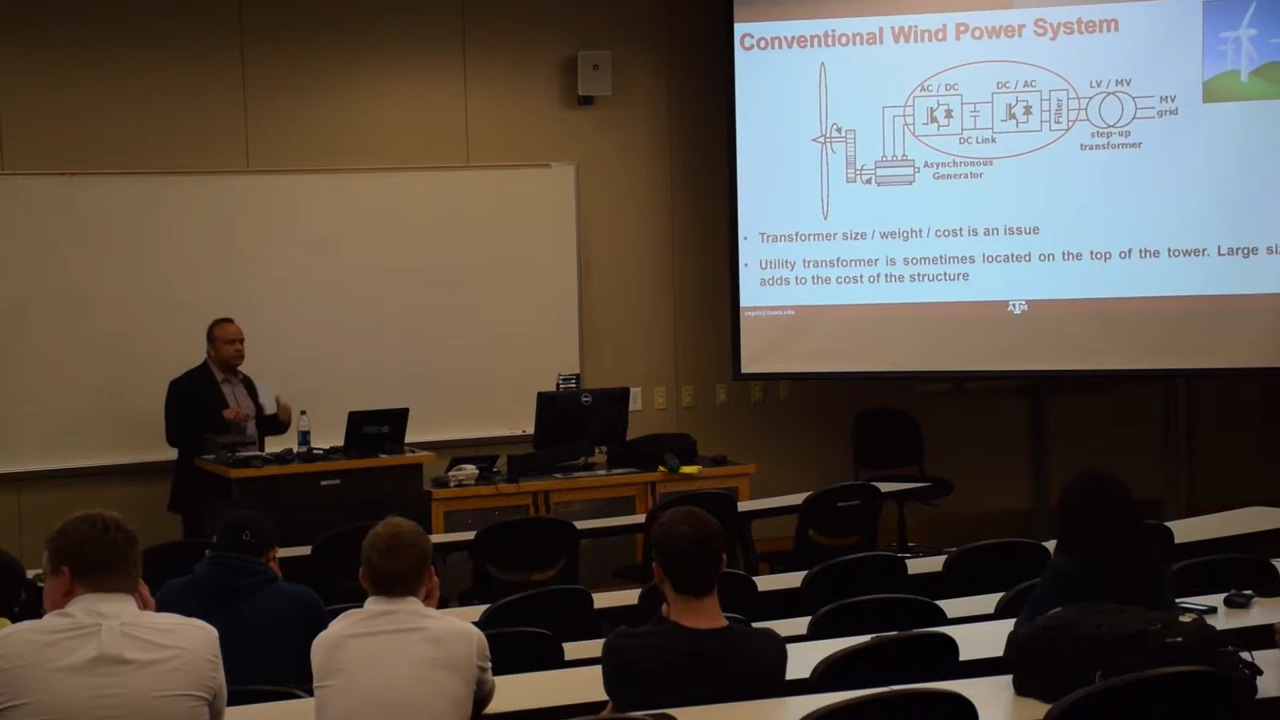 Conventional Wind Power System
AC / DC
DC / AC
LV / MV
Filter
MV
grid
DC Link
step-up
transformer
Asynchronous
Generator
• Transformer size / weight / cost is an issue
• Utility transformer is sometimes located on the top of the tower. Large
adds to the cost of the structure
ATM
DELL